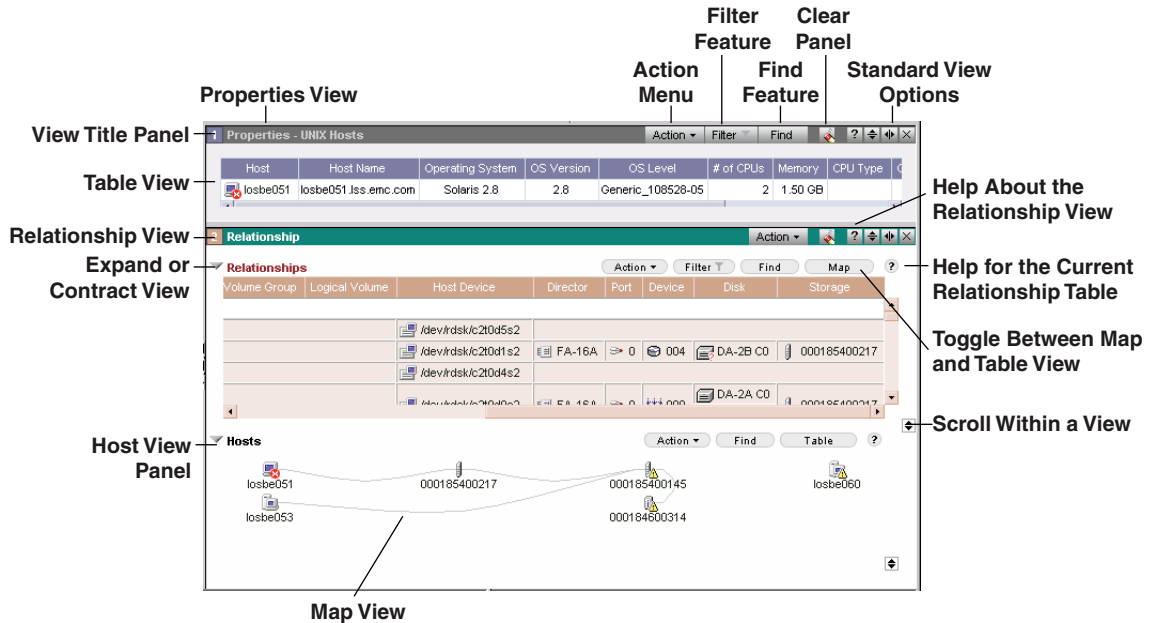 Filter
Feature
Clear
Panel
Action
Menu
Find
Feature
Standard View
Options
Properties View
View Title Panel
1 Properties - UNIX Hosts Action Filter Find ?
Table View
Host Host Name Operating System OS Version OS Level # of CPUs Memory CPU Type
losbe051 losbe051.lss.emc.com Solaris 2.8 2.8 Generic_108528-05 2 1.50 GB
Help About the
Relationship View
Relationship View
2 Relationship Action ?
Expand or
Contract View
Relationships Action Filter Find Map ?
Help for the Current
Relationship Table
Volume Group Logical Volume Host Device Director Port Device Disk Storage
/dev/rdsk/c2t0d5s2
/dev/rdsk/c2t0d1s2 FA-16A 0 004 DA-2B C0 000185400217
/dev/rdsk/c2t0d4s2
DA-2A C0
Toggle Between Map
and Table View
Scroll Within a View
Host View
Panel
Hosts Action Find Table ?
losbe051 000185400217 000185400145 losbe060
losbe053 000184600314
Map View